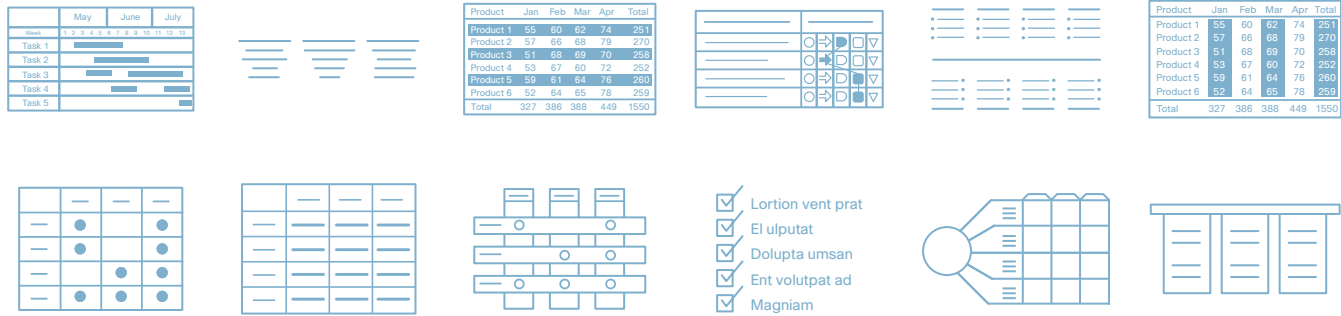 May June July
Week 1 2 3 4 5 6 7 8 9 10 11 12 13
Task 1
Task 2
Task 3
Task 4
Task 5
Product Jan Feb Mar Apr Total
Product 1 55 60 62 74 251
Product 2 57 66 68 79 270
Product 3 51 68 69 70 258
Product 4 53 67 60 72 252
Product 5 59 61 64 76 260
Product 6 52 64 65 78 259
Total 327 386 388 449 1550
Product Jan Feb Mar Apr Total
Product 1 55 60 62 74 251
Product 2 57 66 68 79 270
Product 3 51 68 69 70 258
Product 4 53 67 60 72 252
Product 5 59 61 64 76 260
Product 6 52 64 65 78 259
Total 327 386 388 449 1550
Lortion vent prat
El ulputat
Dolupta umsan
Ent volutpat ad
Magniam